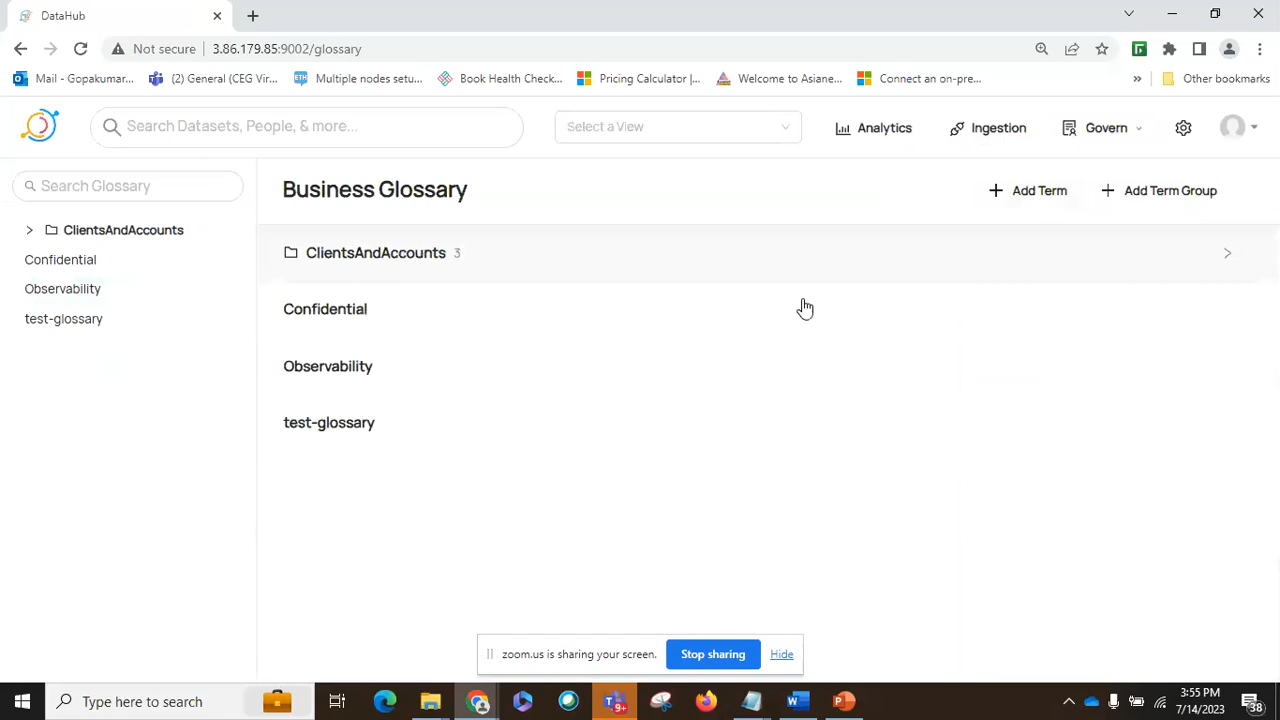 DataHub
Not secure 3.86.179.85:9002/glossary
Mail - Gopakumar... (2) General (CEG Vir... Multiple nodes setu... Book Health Check... Pricing Calculator |... Welcome to Asiane... Connect an on-pre... » Other bookmarks
Search Datasets, People, & more... Select a View Analytics Ingestion Govern
Search Glossary
Business Glossary Add Term Add Term Group
ClientsAndAccounts
Confidential
Observability
test-glossary
ClientsAndAccounts 3
Confidential
Observability
test-glossary
zoom.us is sharing your screen. Stop sharing Hide
Type here to search
9+
3:55 PM
7/14/2023
38